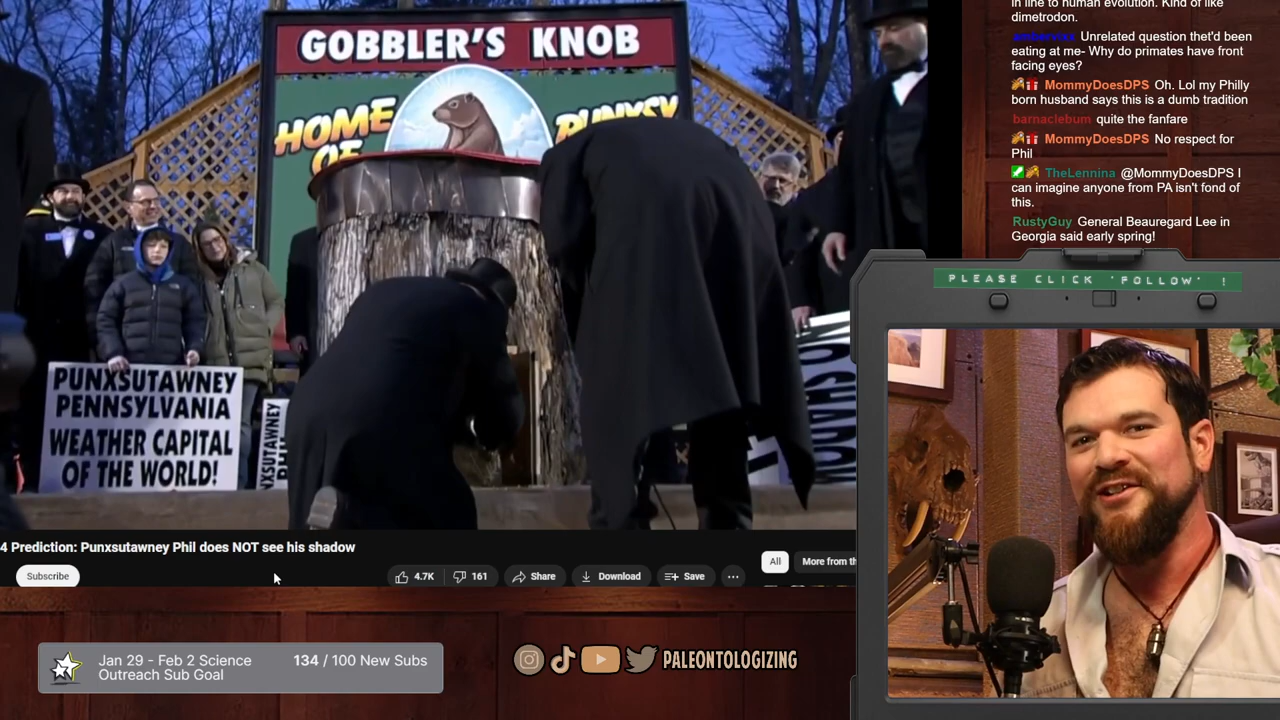 GOBBLER'S KNOB
HOME
OF
PUNXSY
PUNXSUTAWNEY
PENNSYLVANIA
WEATHER CAPITAL
OF THE WORLD!
4 Prediction: Punxsutawney Phil does NOT see his shadow
Subscribe
4.7K
161
Share
Download
Save
All
More from th
Jan 29 - Feb 2 Science
Outreach Sub Goal
134 / 100 New Subs
PALEONTOLOGIZING
in line to human evolution. Kind of like
dimetrodon.
Unrelated question thet'd been
eating at me- Why do primates have front
facing eyes?
MommyDoesDPS Oh. Lol my Philly
born husband says this is a dumb tradition
barnaclebum quite the fanfare
MommyDoesDPS No respect for
Phil
TheLennina @MommyDoesDPS I
can imagine anyone from PA isn't fond of
this.
RustyGuy General Beauregard Lee in
Georgia said early spring!
PLEASE CLICK 'FOLLOW' !